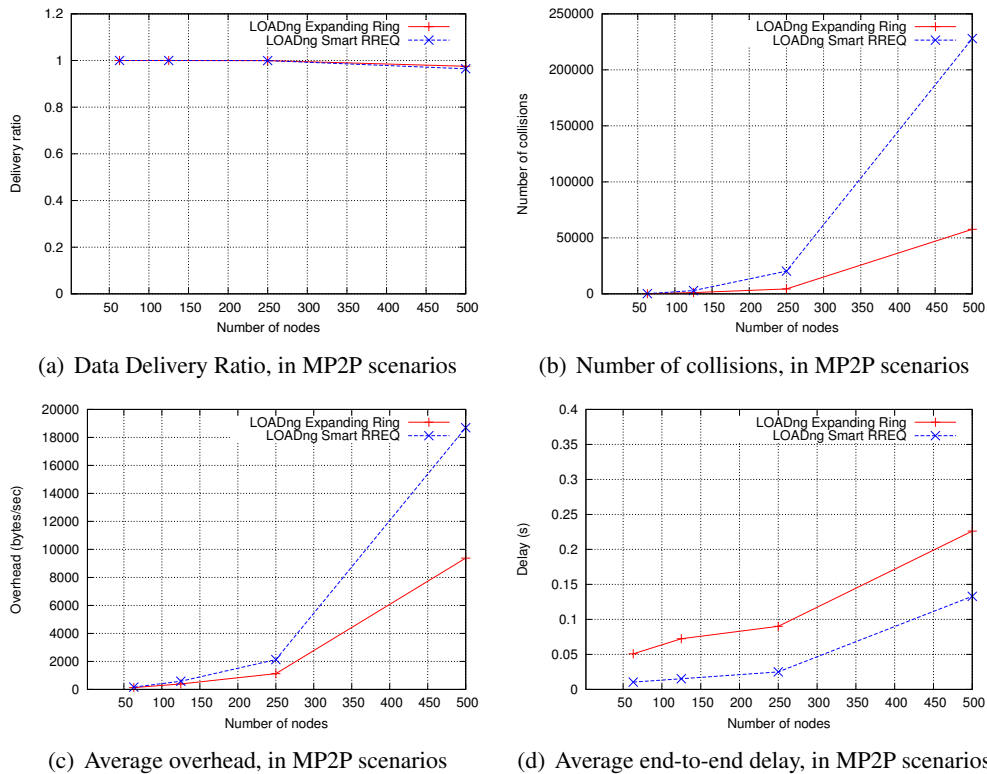 1.2
1
0.8
0.6
0.4
0.2
0
Delivery ratio
LOADng Expanding Ring
LOADng Smart RREQ
50 100 150 200 250 300 350 400 450 500
Number of nodes
(a) Data Delivery Ratio, in MP2P scenarios
250000
200000
150000
100000
50000
0
Number of collisions
LOADng Expanding Ring
LOADng Smart RREQ
50 100 150 200 250 300 350 400 450 500
Number of nodes
(b) Number of collisions, in MP2P scenarios
20000
18000
16000
14000
12000
10000
8000
6000
4000
2000
0
Overhead (bytes/sec)
LOADng Expanding Ring
LOADng Smart RREQ
50 100 150 200 250 300 350 400 450 500
Number of nodes
(c) Average overhead, in MP2P scenarios
0.4
0.35
0.3
0.25
0.2
0.15
0.1
0.05
0
Delay (s)
LOADng Expanding Ring
LOADng Smart RREQ
50 100 150 200 250 300 350 400 450 500
Number of nodes
(d) Average end-to-end delay, in MP2P scenarios